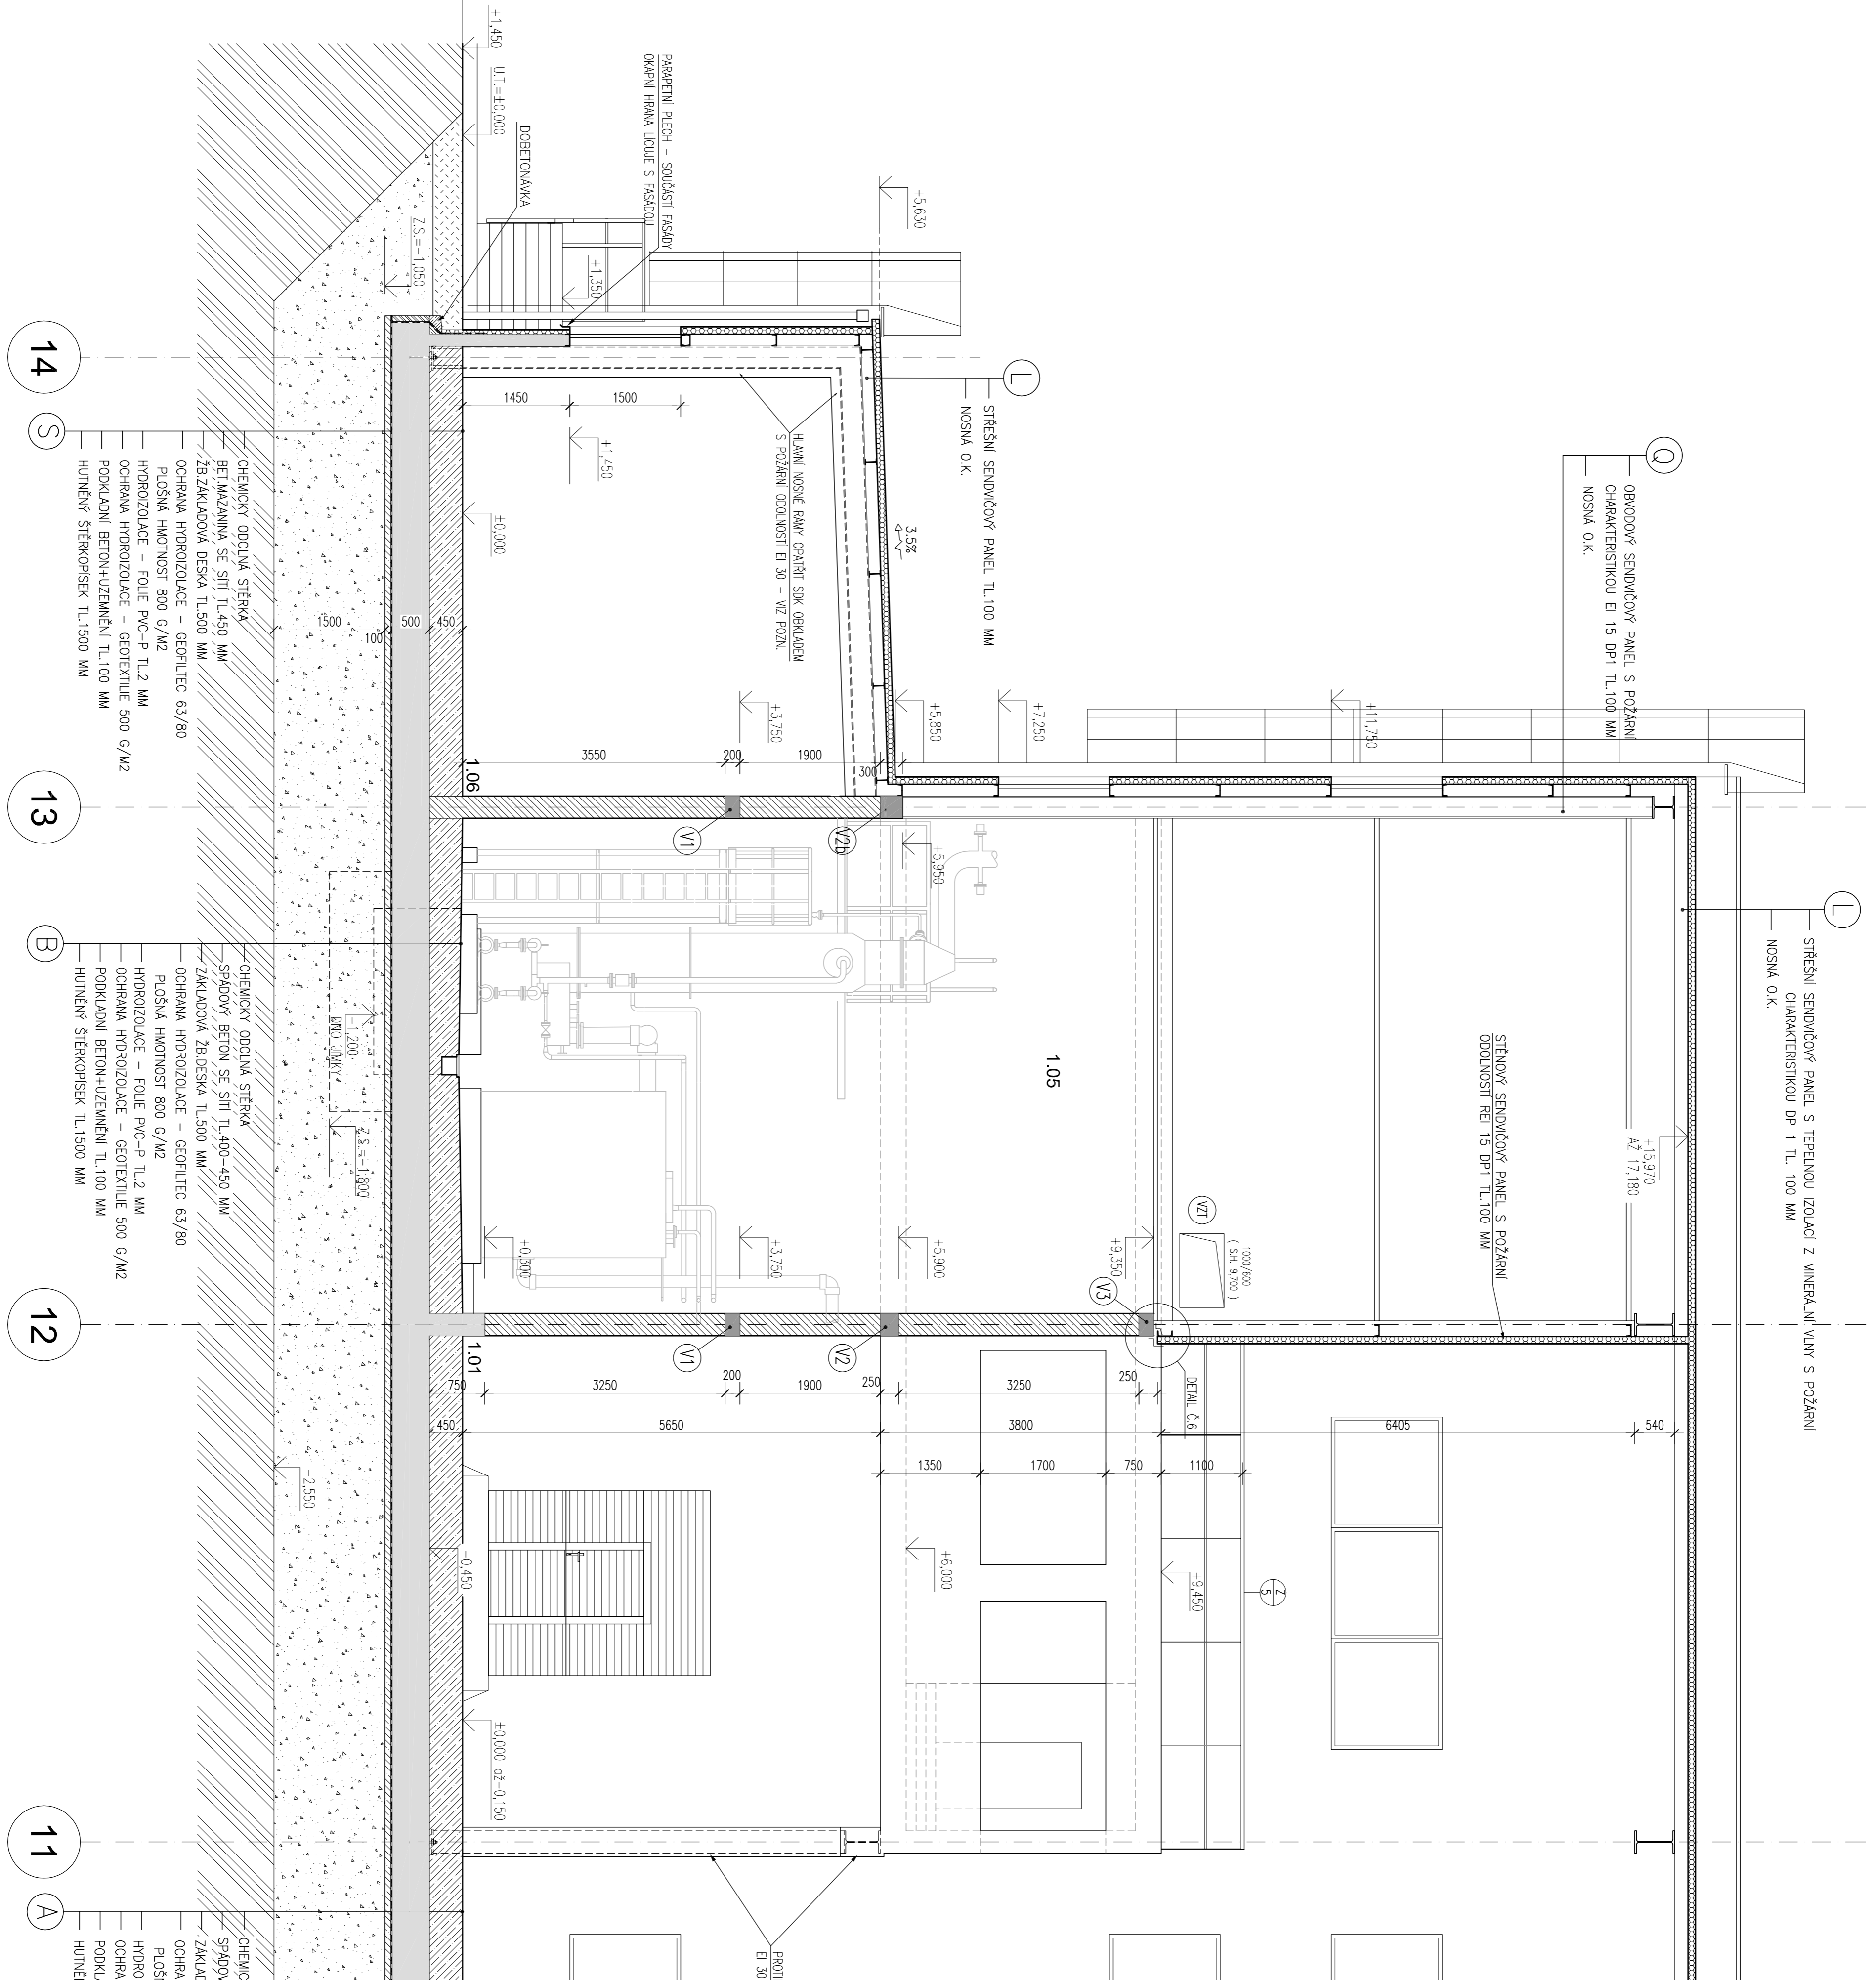 +1,450
U.T.=±0,000
DOBETONÁVKA
Z.S.=-1,050
PARAPETNÍ PLECH - SOUČÁSTÍ FASÁDY
OKAPNÍ HRANA LÍCUJE S FASÁDOU
+1,350
+5,630
L
STŘEŠNÍ SENDVIČOVÝ PANEL TL.100 MM
NOSNÁ O.K.
Q
OBVODOVÝ SENDVIČOVÝ PANEL S POŽÁRNÍ
CHARAKTERISTIKOU EI 15 DP1 TL.100 MM
NOSNÁ O.K.
L
STŘEŠNÍ SENDVIČOVÝ PANEL S TEPELNOU IZOLACÍ Z MINERÁLNÍ VLNY S POŽÁRNÍ
CHARAKTERISTIKOU DP 1 TL. 100 MM
NOSNÁ O.K.
HLAVNÍ NOSNÉ RÁMY OPATŘIT SDK OBKLADEM
S POŽÁRNÍ ODOLNOSTÍ EI 30 - VIZ POZN.
3.5%
1450
1500
+1,450
±0,000
14
S
CHEMICKY ODOLNÁ STĚRKA
BET.MAZANINA SE SÍTÍ TL.450 MM
ŽB.ZÁKLADOVÁ DESKA TL.500 MM
OCHRANA HYDROIZOLACE - GEOFILTEC 63/80
PLOŠNÁ HMOTNOST 800 G/M2
HYDROIZOLACE - FOLIE PVC-P TL.2 MM
OCHRANA HYDROIZOLACE - GEOTEXTILIE 500 G/M2
PODKLADNÍ BETON+UZEMNĚNÍ TL.100 MM
HUTNĚNÝ ŠTĚRKOPÍSEK TL.1500 MM
1500
100
500
450
+3,750
+5,850
+7,250
+11,750
3550
200
1900
300
1.06
13
V1
V2b
+5,950
B
CHEMICKY ODOLNÁ STĚRKA
SPÁDOVÝ BETON SE SÍTÍ TL.400-450 MM
ZÁKLADOVÁ ŽB.DESKA TL.500 MM
OCHRANA HYDROIZOLACE - GEOFILTEC 63/80
PLOŠNÁ HMOTNOST 800 G/M2
HYDROIZOLACE - FOLIE PVC-P TL.2 MM
OCHRANA HYDROIZOLACE - GEOTEXTILIE 500 G/M2
PODKLADNÍ BETON+UZEMNĚNÍ TL.100 MM
HUTNĚNÝ ŠTĚRKOPÍSEK TL.1500 MM
-1,200
DNO JÍMKY
Z.S.=-1,800
1.05
STĚNOVÝ SENDVIČOVÝ PANEL S POŽÁRNÍ
ODOLNOSTÍ REI 15 DP1 TL.100 MM
+15,970
AŽ 17,180
VZT
1000/600
( S.H. 9,700 )
+0,300
+3,750
+5,900
+9,350
V3
12
1.01
V1
V2
DETAIL Č.6
750
3250
200
1900
250
3250
250
450
5650
3800
6405
540
1350
1700
750
1100
-2,550
-0,450
+6,000
+9,450
Z
5
±0,000 až-0,150
11
PROTI
EI 30
A
CHEMIC
SPÁDOV
ZÁKLAD
OCHRA
PLOŠN
HYDRO
OCHRA
PODKLA
HUTNĚN